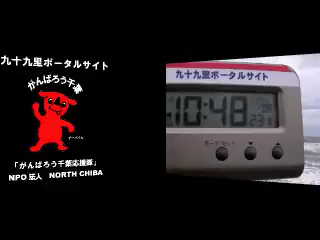 九十九里ポータルサイト
がんばろう千葉
「がんばろう千葉応援隊」
NPO 法人 NORTH CHIBA
九十九里ポータルサイト
10:48
23